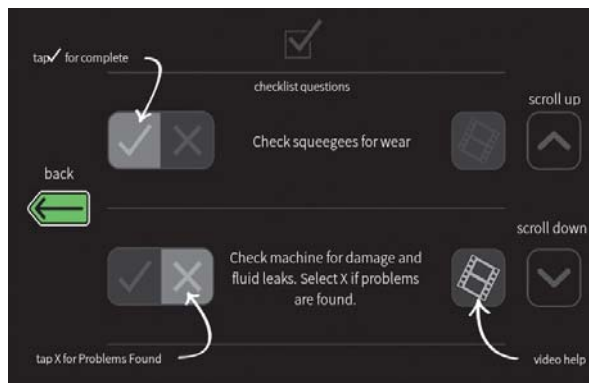 tap✓ for complete
checklist questions
scroll up
Check squeegees for wear
back
scroll down
Check machine for damage and
fluid leaks. Select X if problems
are found.
tap X for Problems Found
video help